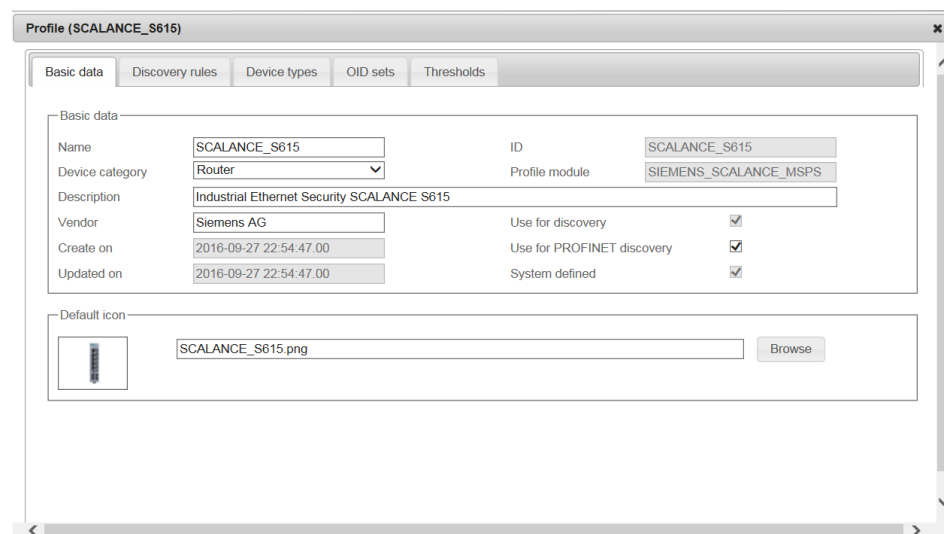 Profile (SCALANCE_S615)
Basic data Discovery rules Device types OID sets Thresholds
Basic data
Name SCALANCE_S615 ID SCALANCE_S615
Device category Router Profile module SIEMENS_SCALANCE_MSPS
Description Industrial Ethernet Security SCALANCE S615
Vendor Siemens AG Use for discovery
Create on 2016-09-27 22:54:47.00 Use for PROFINET discovery
Updated on 2016-09-27 22:54:47.00 System defined
Default icon
SCALANCE_S615.png Browse